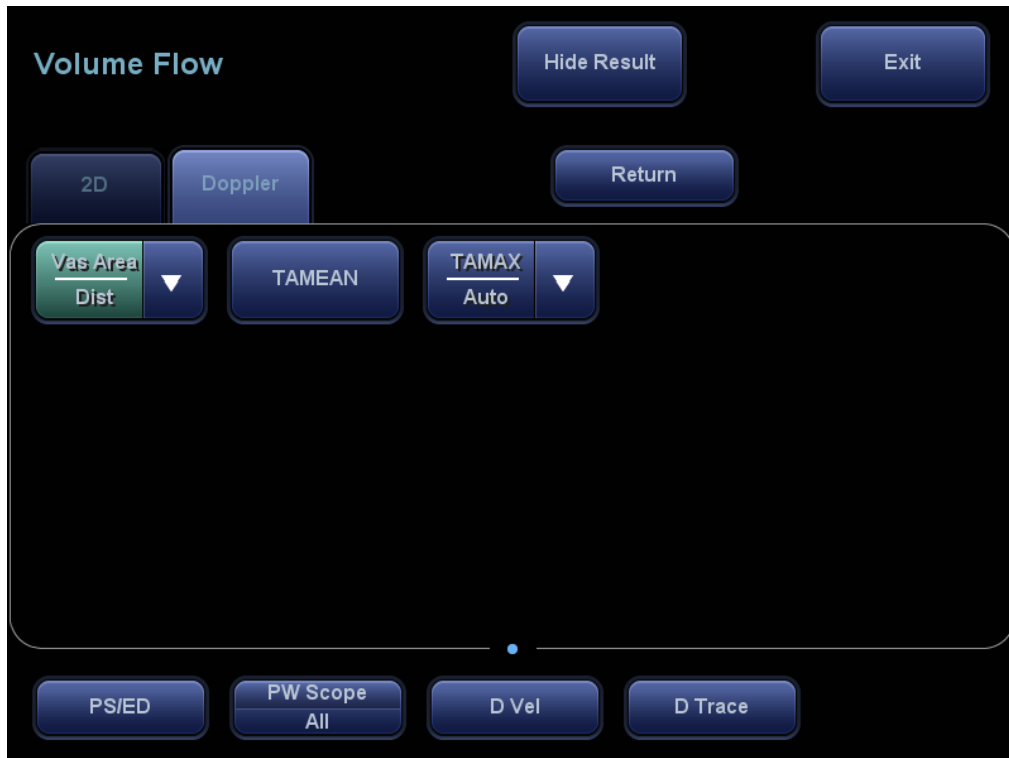 Volume Flow
Hide Result
Exit
2D
Doppler
Return
Vas Area
Dist
TAMEAN
TAMAX
Auto
PS/ED
PW Scope
All
D Vel
D Trace